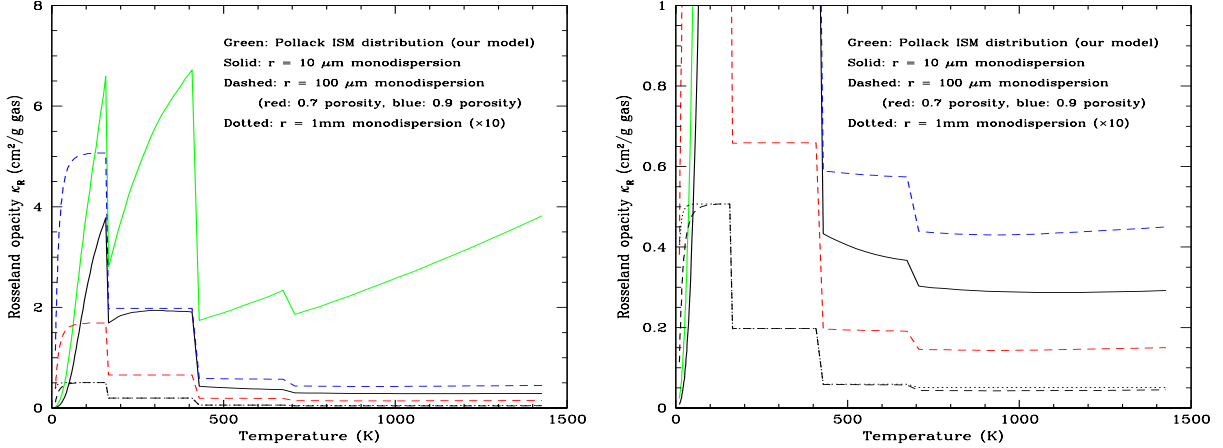 8
6
4
2
0
0
500
1000
1500
Rosseland opacity κR (cm²/g gas)
Temperature (K)
Green: Pollack ISM distribution (our model)
Solid: r = 10 μm monodispersion
Dashed: r = 100 μm monodispersion
(red: 0.7 porosity, blue: 0.9 porosity)
Dotted: r = 1mm monodispersion (×10)
1
0.8
0.6
0.4
0.2
0
0
500
1000
1500
Rosseland opacity κR (cm²/g gas)
Temperature (K)
Green: Pollack ISM distribution (our model)
Solid: r = 10 μm monodispersion
Dashed: r = 100 μm monodispersion
(red: 0.7 porosity, blue: 0.9 porosity)
Dotted: r = 1mm monodispersion (×10)